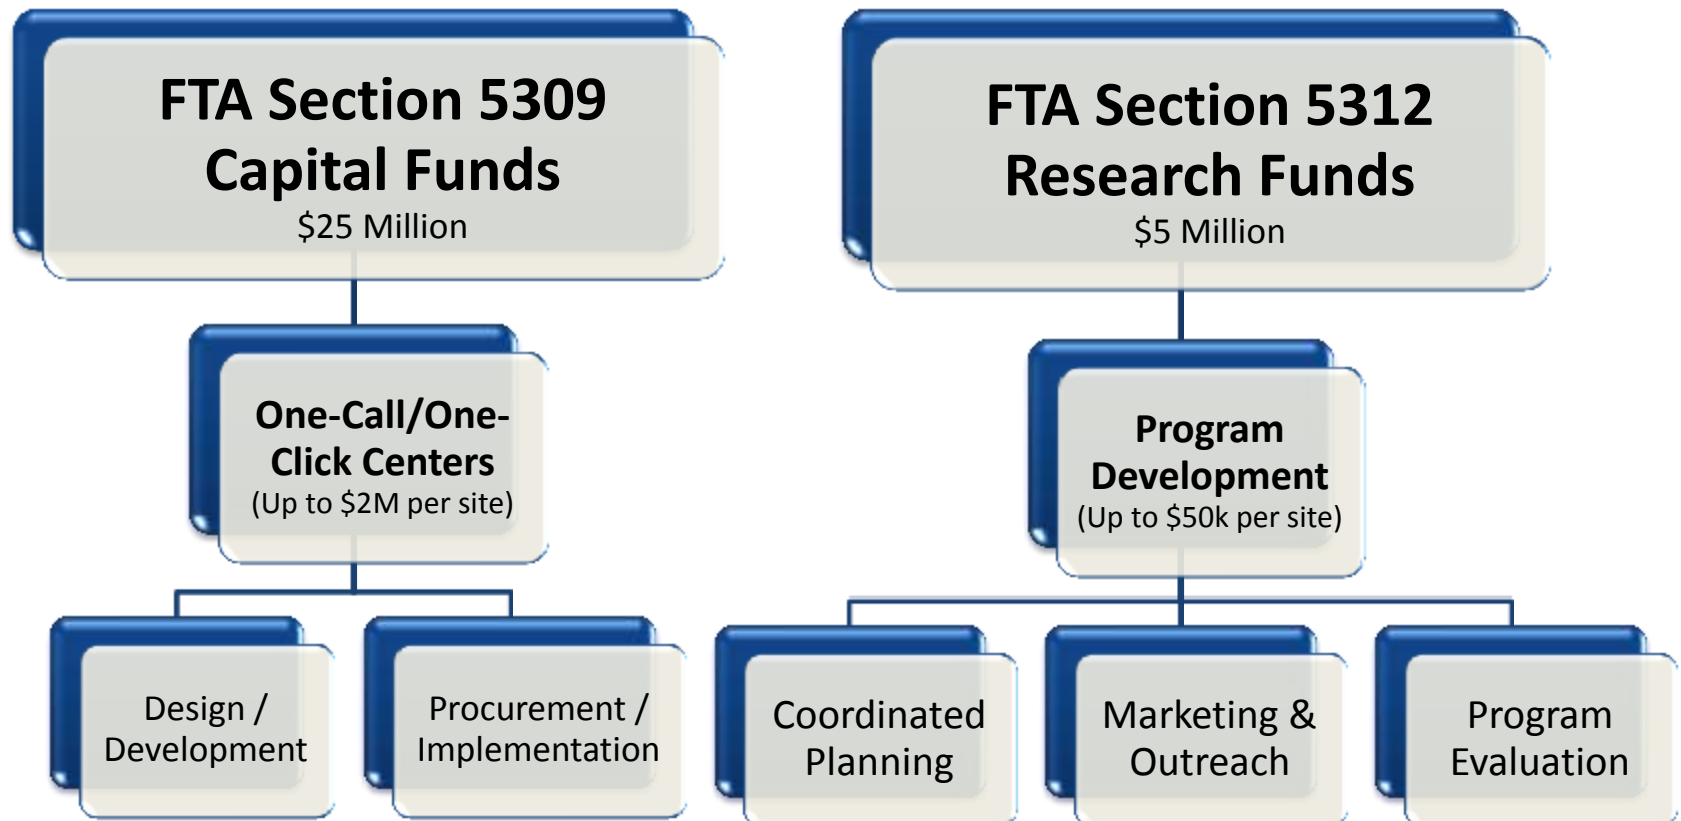 FTA Section 5309
Capital Funds
$25 Million
FTA Section 5312
Research Funds
$5 Million
One-Call/One-
Click Centers
(Up to $2M per site)
Program
Development
(Up to $50k per site)
Design /
Development
Procurement /
Implementation
Coordinated
Planning
Marketing &
Outreach
Program
Evaluation